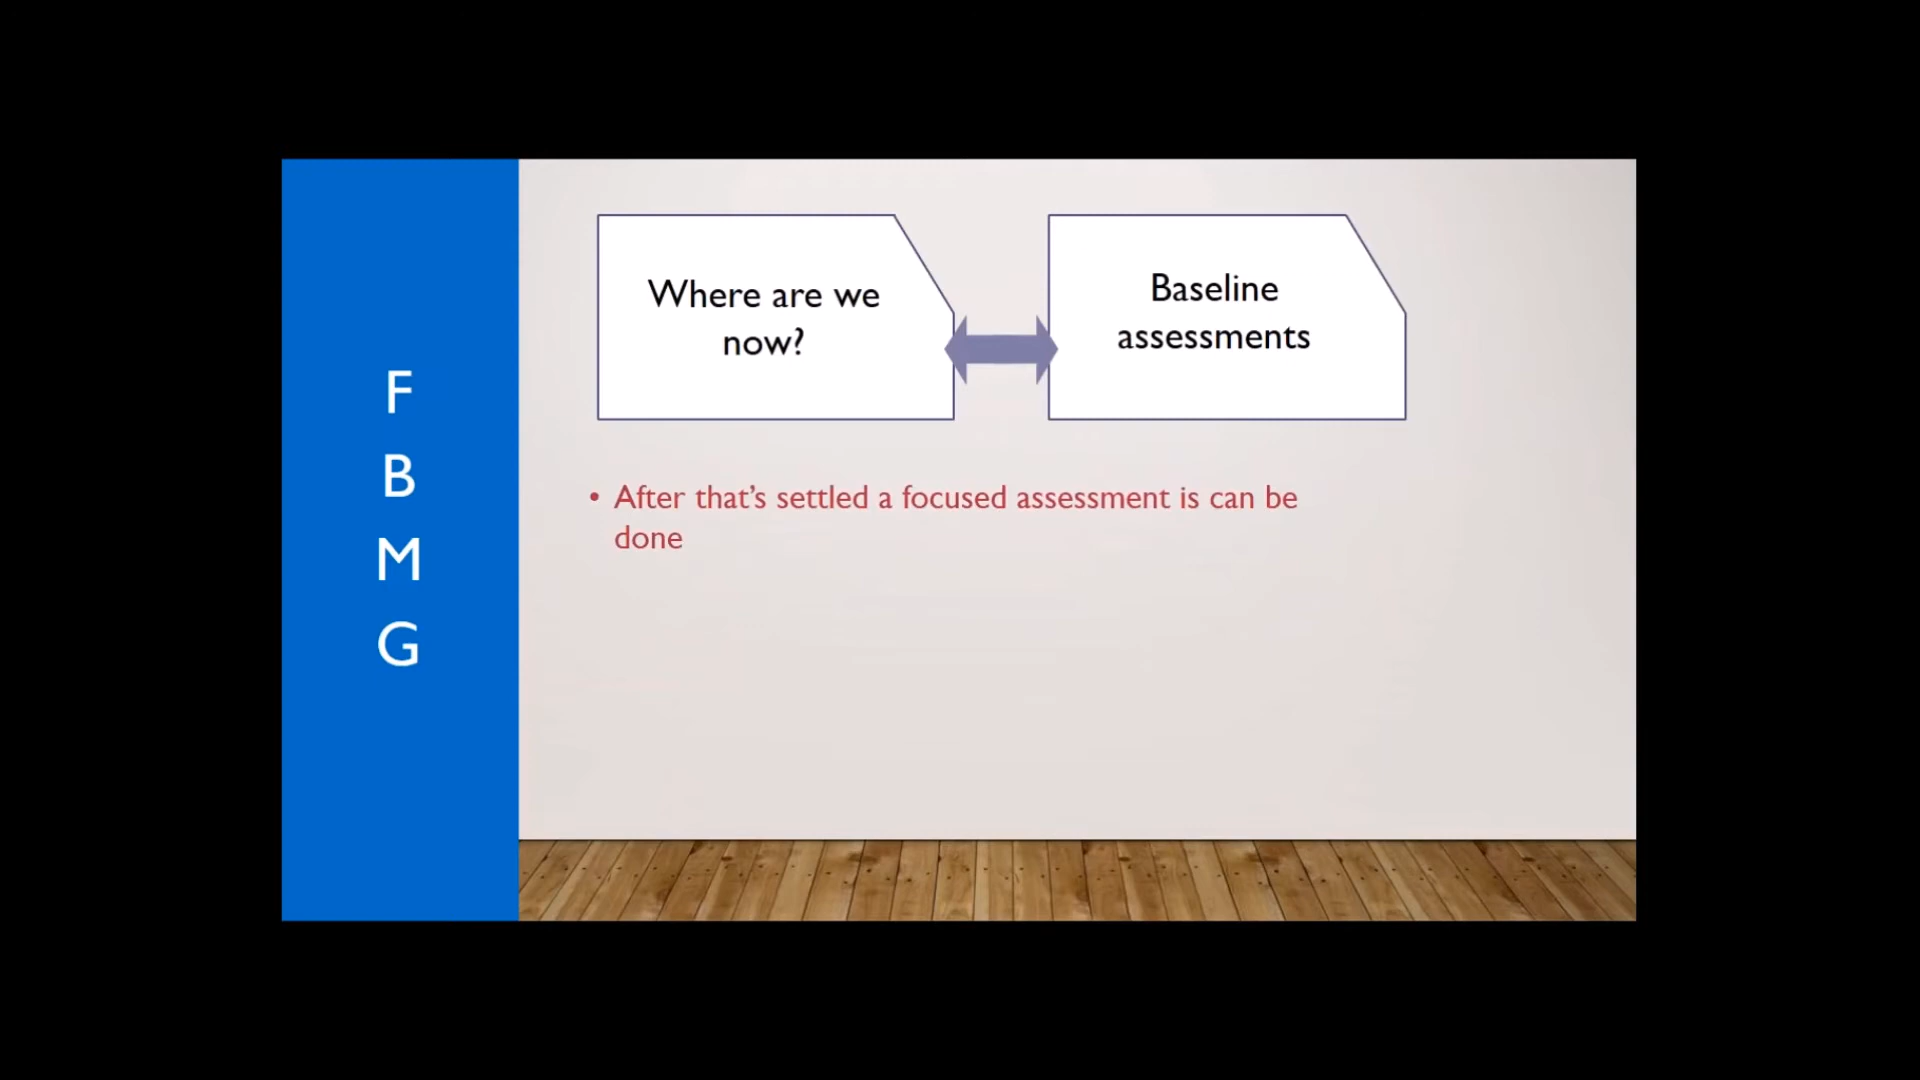 F
B
M
G
Where are we
now?
Baseline
assessments
• After that’s settled a focused assessment is can be
done